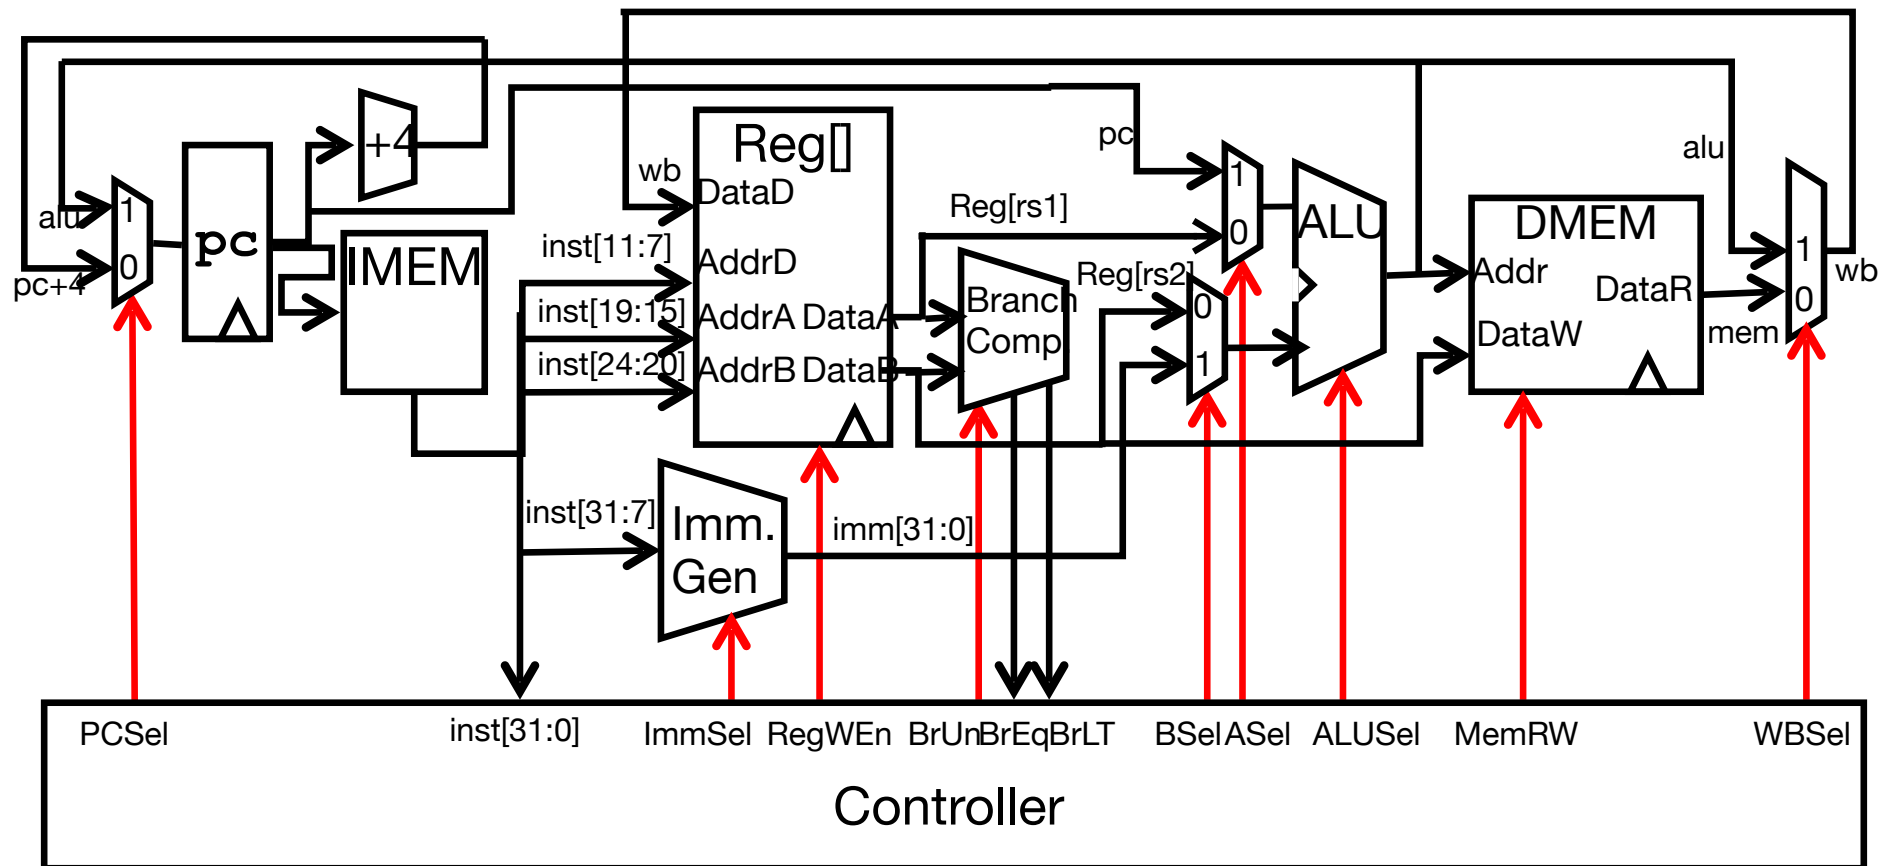 +4
Reg[]
pc
alu
wb
DataD
Reg[rs1]
1
ALU
DMEM
1
alu
1
pc
IMEM
inst[11:7]
AddrD
0
Reg[rs2]
Addr
DataR
1
wb
0
pc+4
inst[19:15]
AddrA
DataA
Branch
Comp.
0
mem
0
DataW
inst[24:20]
AddrB
DataB
1
inst[31:7]
Imm.
Gen
imm[31:0]
PCSel
inst[31:0]
ImmSel
RegWEn
BrUn
BrEq
BrLT
BSel
ASel
ALUSel
MemRW
WBSel
Controller
alu